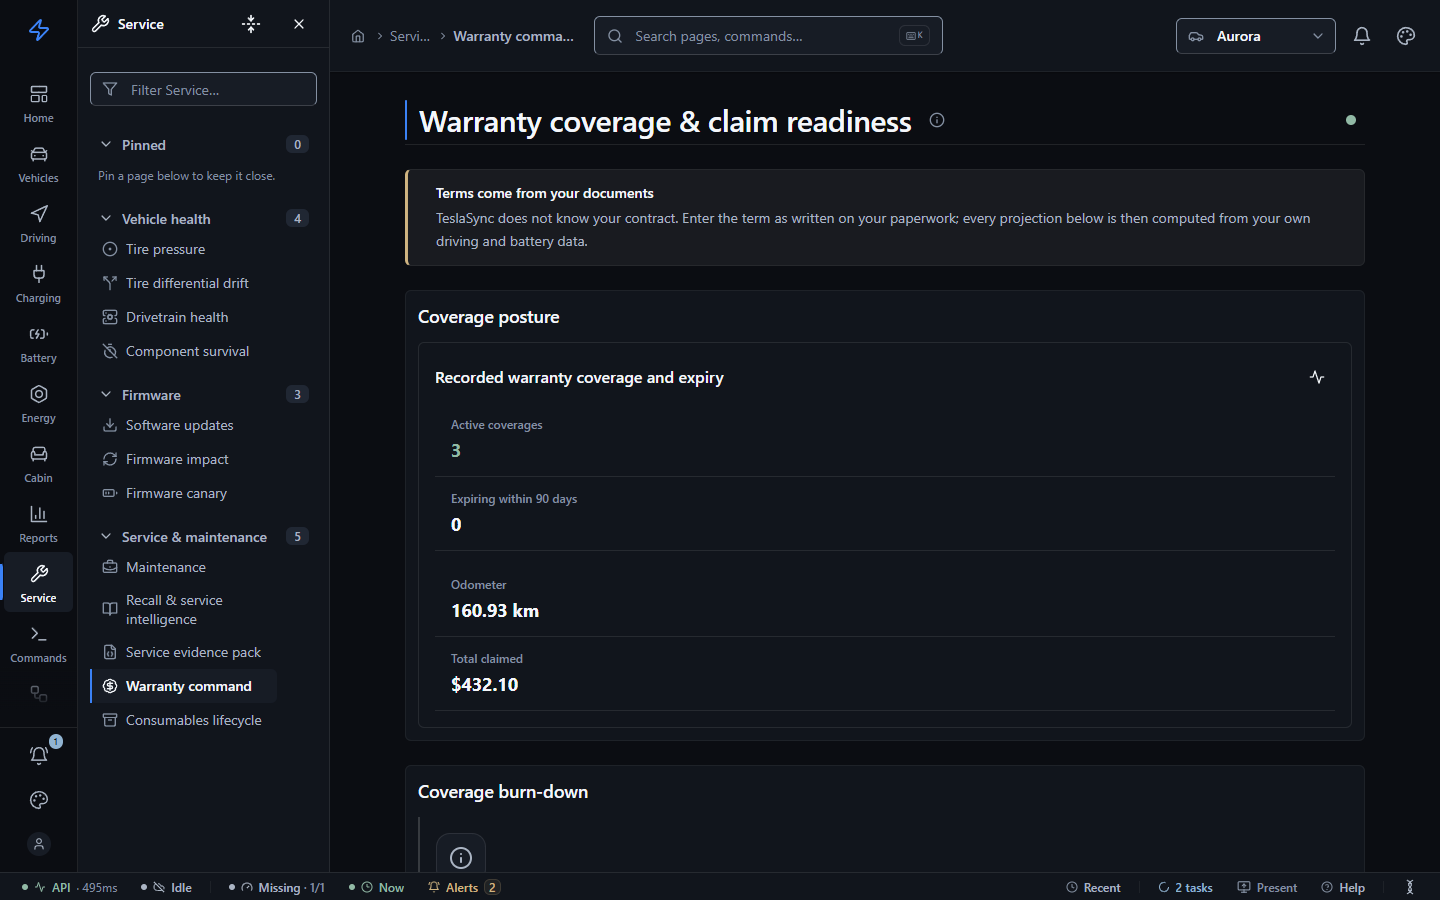 Service
Servi...
Warranty comma...
Search pages, commands...
K
Aurora
Home
Vehicles
Driving
Charging
Battery
Energy
Cabin
Reports
Service
Commands
1
Filter Service...
Pinned
0
Pin a page below to keep it close.
Vehicle health
4
Tire pressure
Tire differential drift
Drivetrain health
Component survival
Firmware
3
Software updates
Firmware impact
Firmware canary
Service & maintenance
5
Maintenance
Recall & service
intelligence
Service evidence pack
Warranty command
Consumables lifecycle
Warranty coverage & claim readiness
Terms come from your documents
TeslaSync does not know your contract. Enter the term as written on your paperwork; every projection below is then computed from your own
driving and battery data.
Coverage posture
Recorded warranty coverage and expiry
Active coverages
3
Expiring within 90 days
0
Odometer
160.93 km
Total claimed
$432.10
Coverage burn-down
API · 495ms
Idle
Missing · 1/1
Now
Alerts 2
Recent
2 tasks
Present
Help